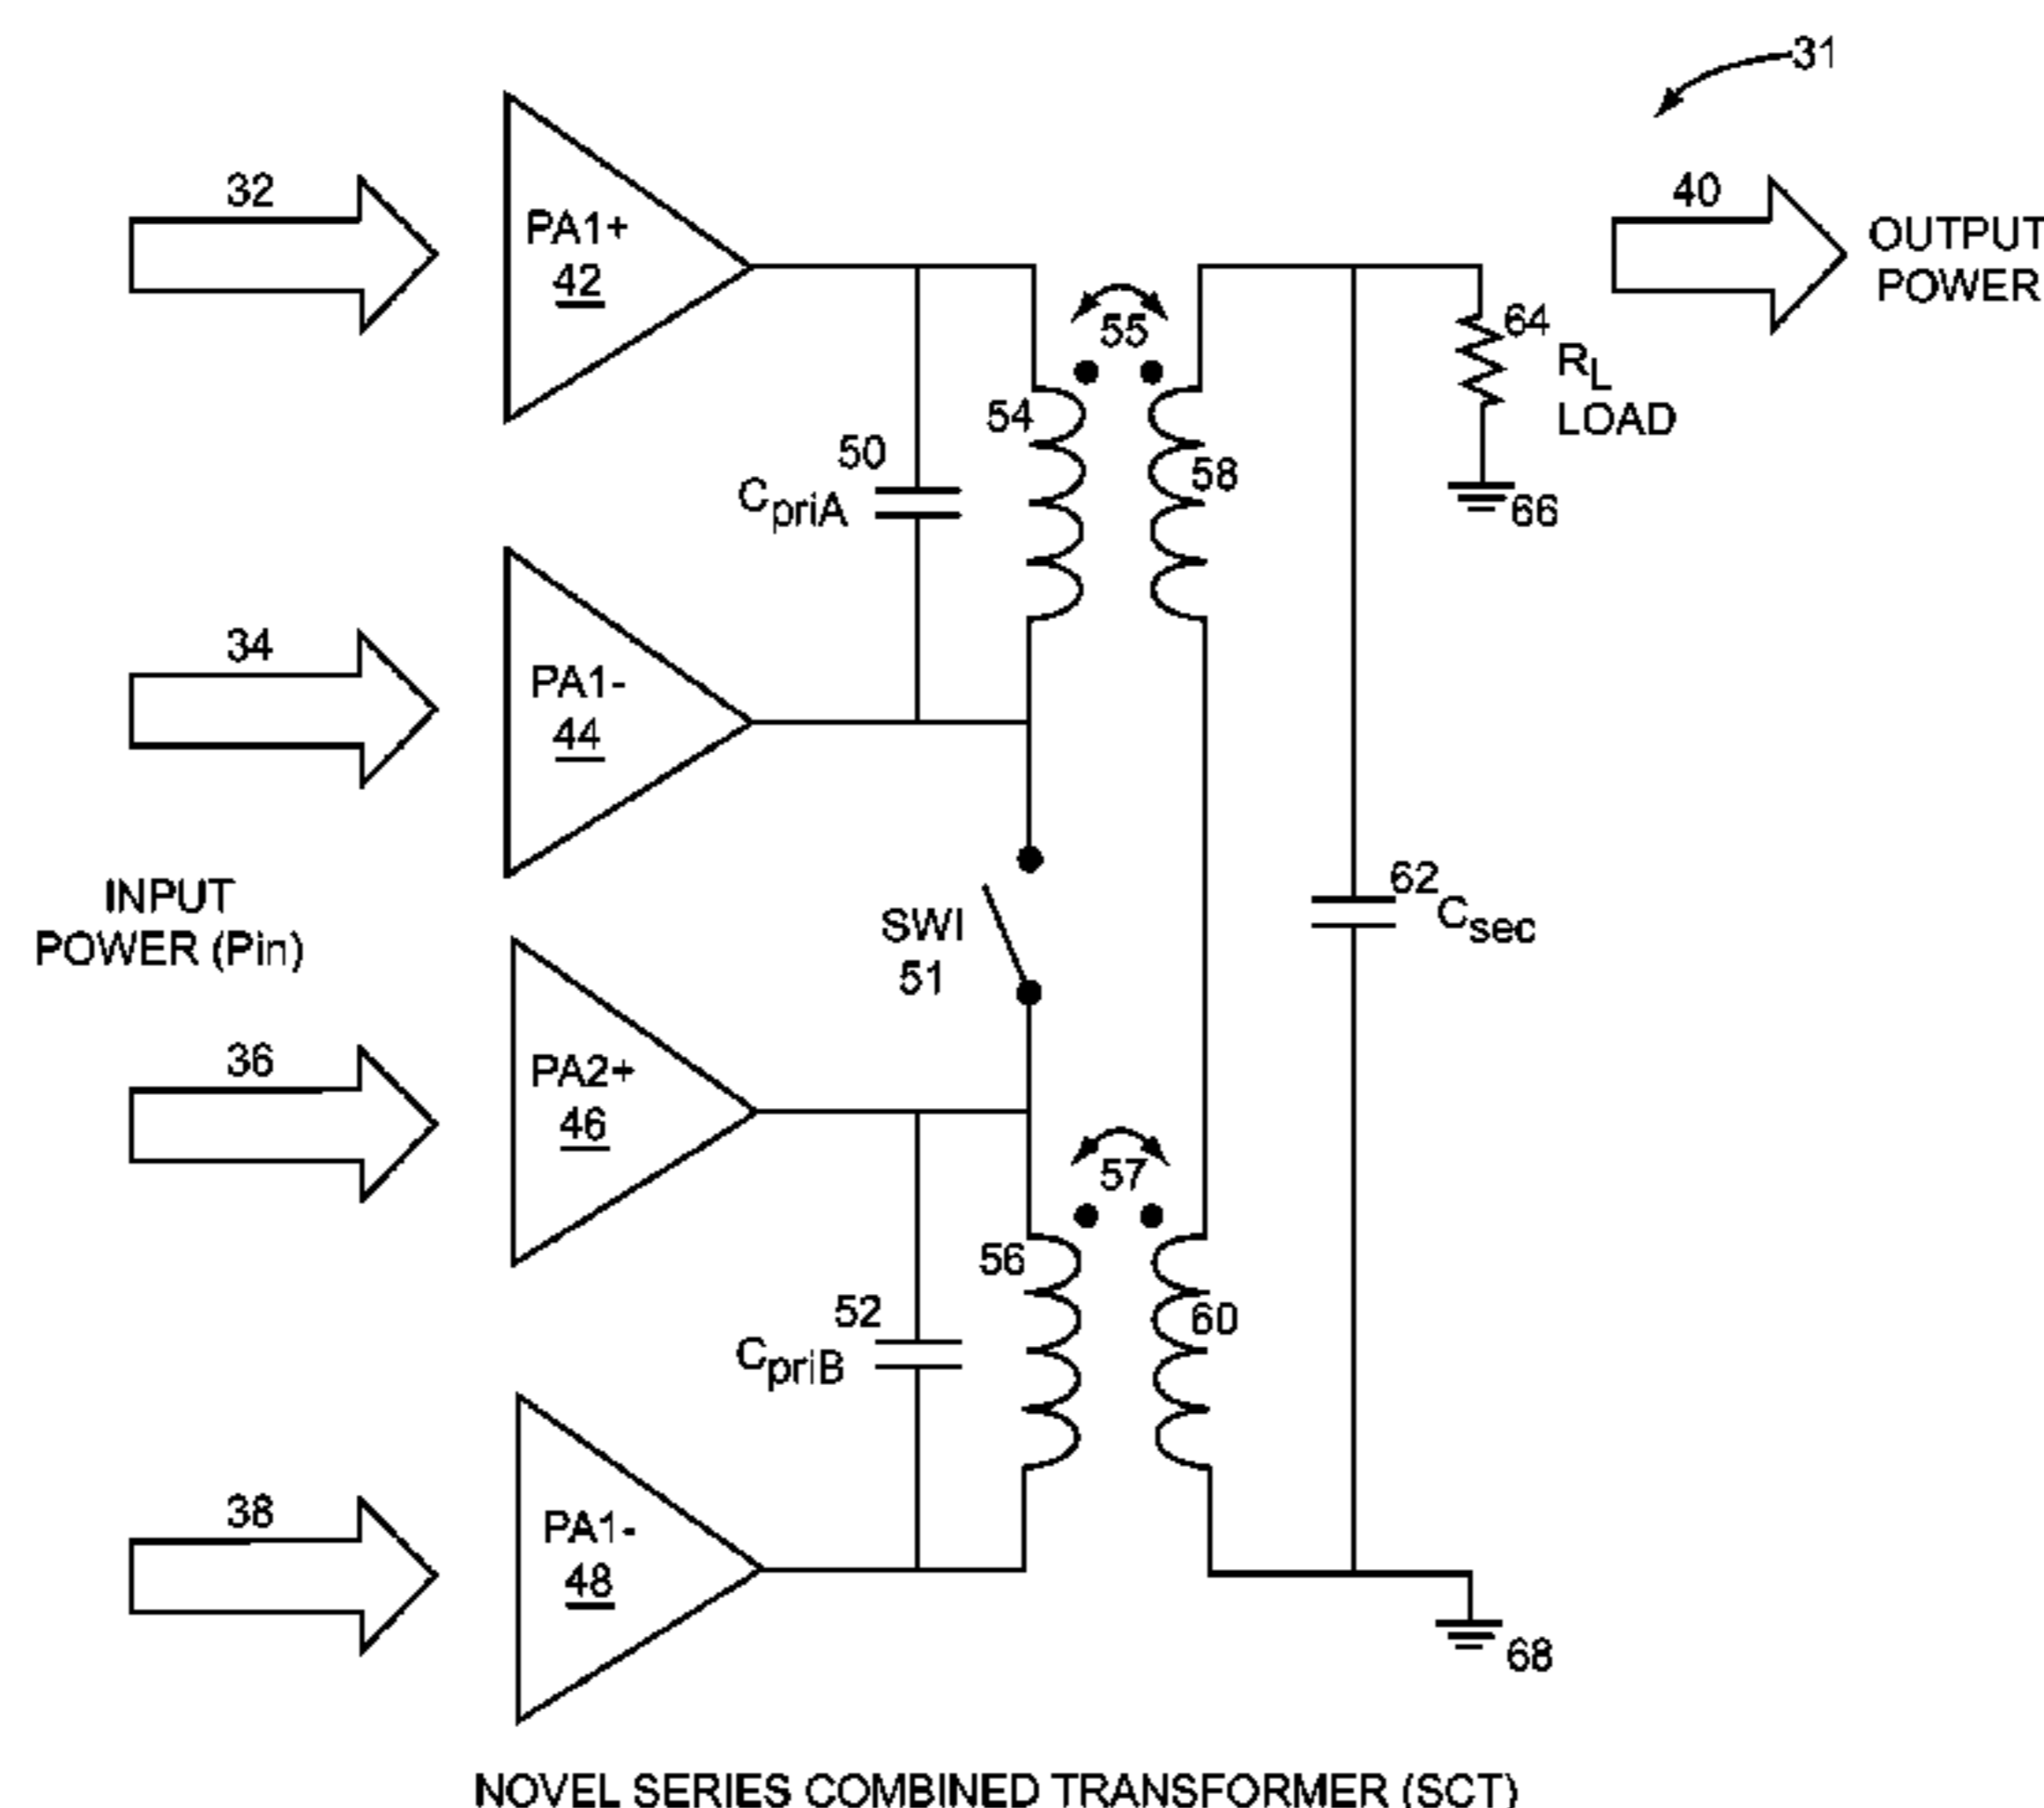 31
32
PA1+
42
40
OUTPUT
POWER
55
64
RL
LOAD
54
58
50
CpriA
66
34
PA1-
44
INPUT
POWER (Pin)
SWI
51
62
Csec
36
PA2+
46
57
56
60
52
CpriB
38
PA1-
48
68
NOVEL SERIES COMBINED TRANSFORMER (SCT)